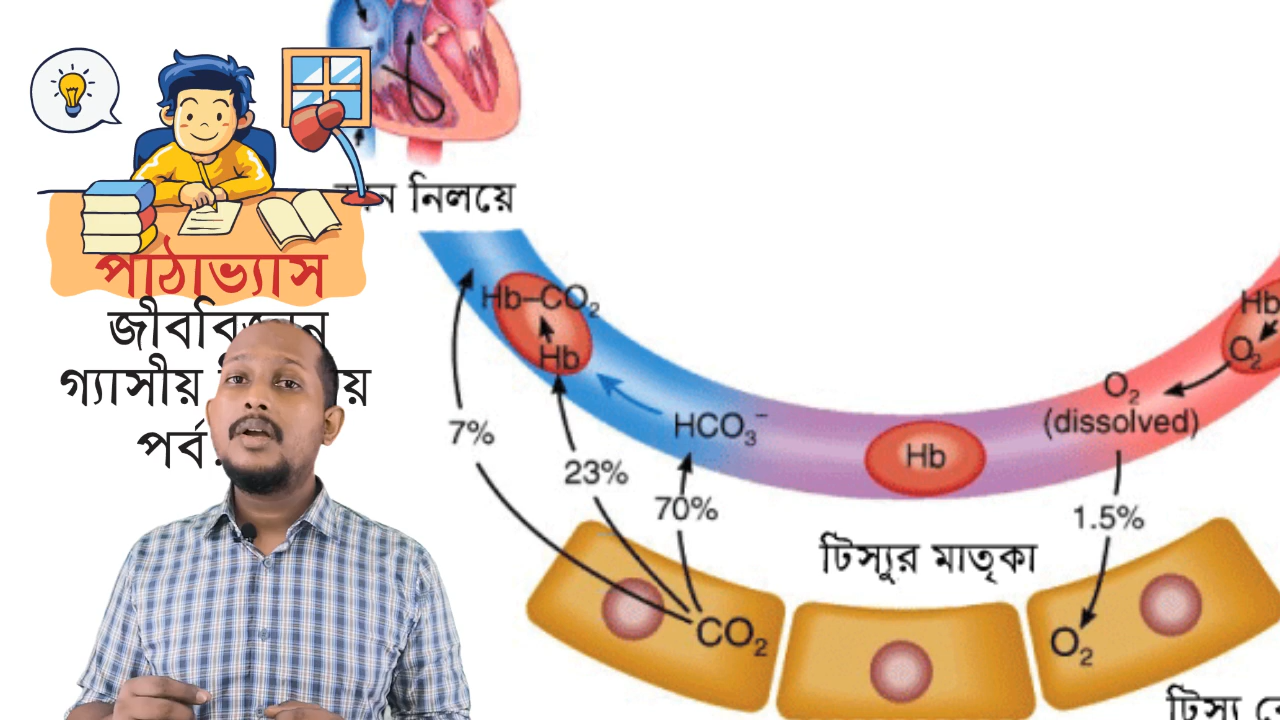 নিলয়ে
পাঠাভ্যাস
গ্যাসীয়
পর্ব
Hb–CO₂
Hb
HCO₃⁻
7%
23%
70%
CO₂
Hb
টিস্যুর মাতৃকা
O₂
(dissolved)
1.5%
O₂
Hb
O₂
টিস্যু